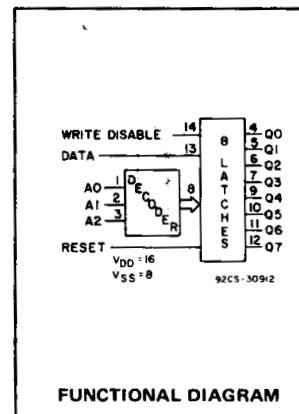 WRITE DISABLE 14
DATA 13
A0 1
A1 2
A2 3
DECODER
8
RESET
8 LATCHES
4 Q0
5 Q1
6 Q2
7 Q3
9 Q4
10 Q5
11 Q6
12 Q7
VDD =16
VSS =8
92CS-30912
FUNCTIONAL DIAGRAM